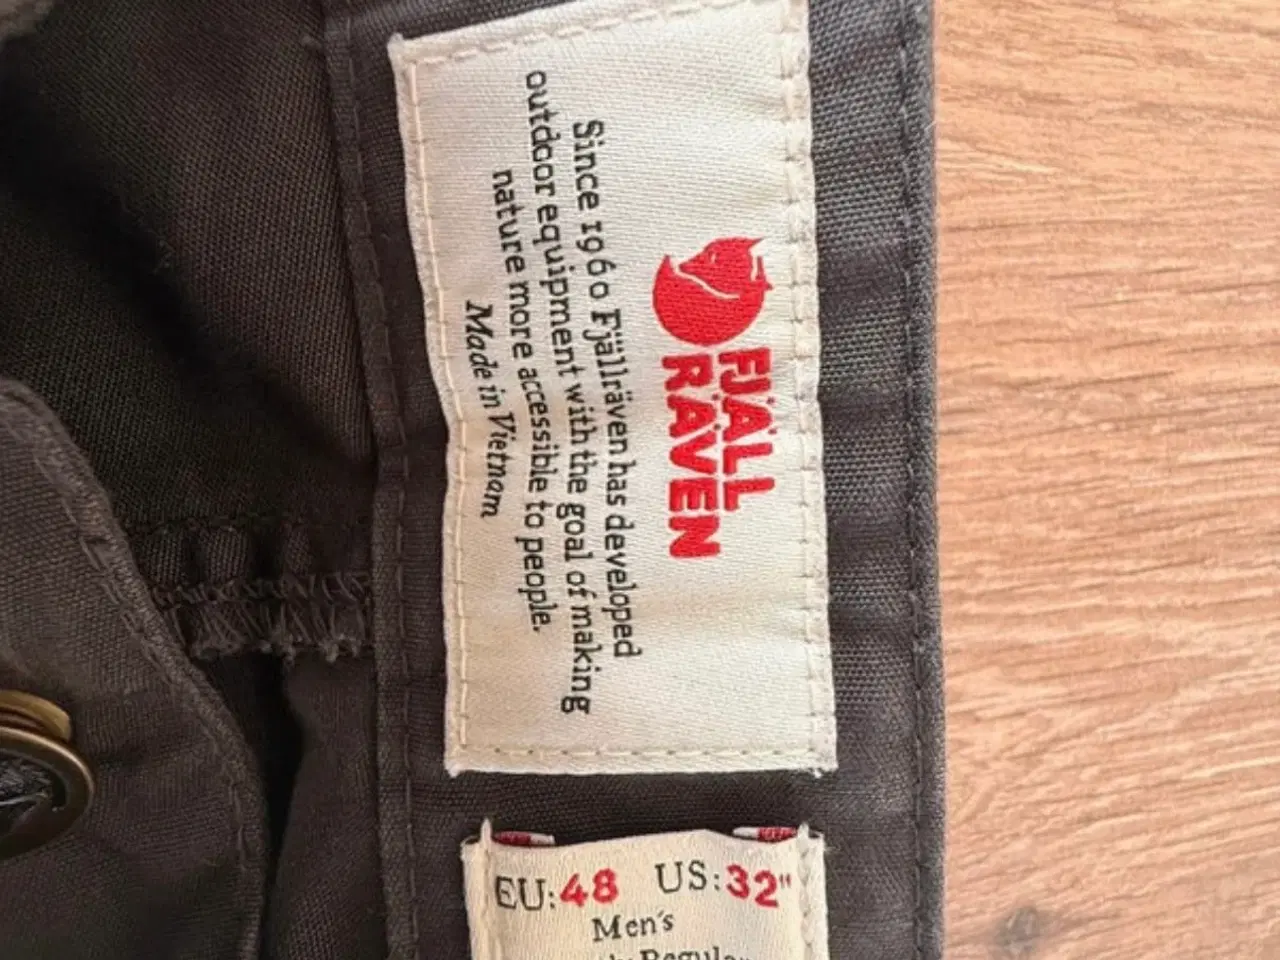 FJÄLL
RÄVEN
Since 1960 Fjällräven has developed
outdoor equipment with the goal of making
nature more accessible to people.
Made in Vietnam
EU:48 US:32"
Men's
Regular